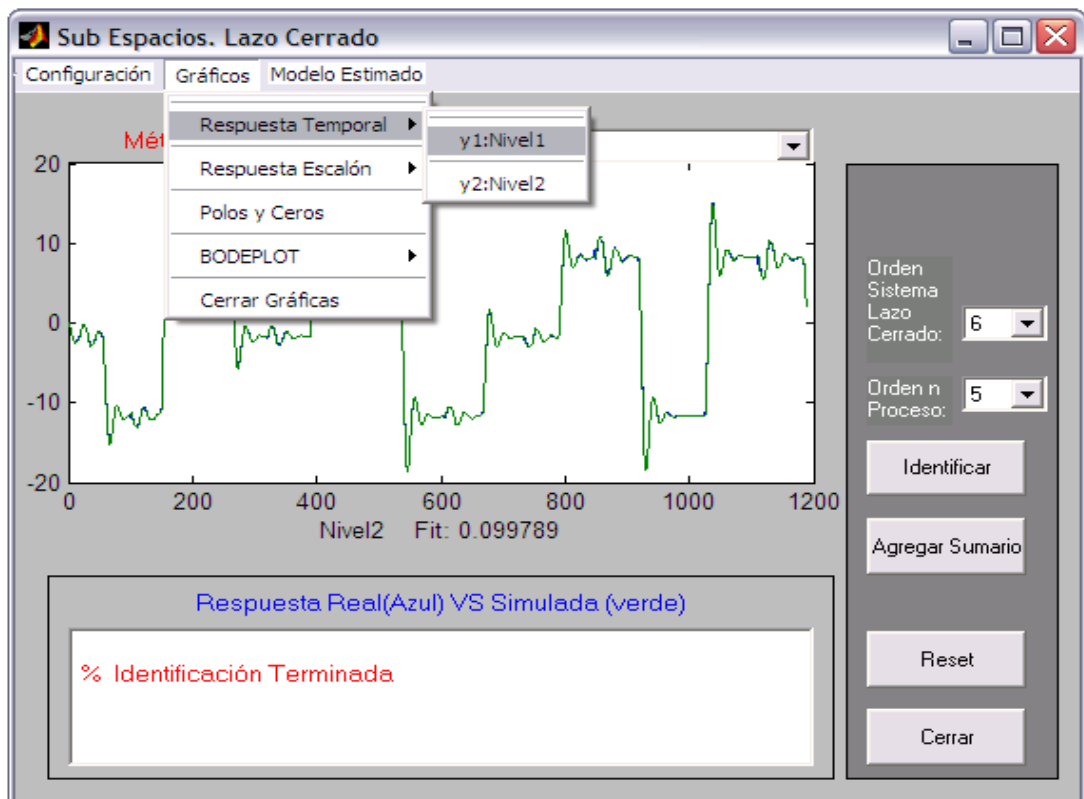 Sub Espacios. Lazo Cerrado
Configuración Gráficos Modelo Estimado
Respuesta Temporal
Respuesta Escalón
Polos y Ceros
BODEPLOT
Cerrar Gráficas
y1:Nivel1
y2:Nivel2
20
10
0
-10
-20
0 200 400 600 800 1000 1200
Nivel2 Fit: 0.099789
Respuesta Real(Azul) VS Simulada (verde)
% Identificación Terminada
Orden
Sistema
Lazo
Cerrado:
6
Orden n
Proceso:
5
Identificar
Agregar Sumario
Reset
Cerrar